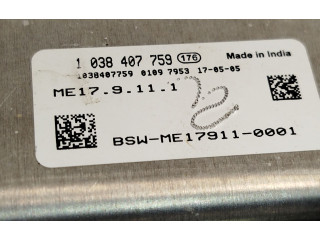 1 038 407 759 176 Made in India
1038407759 0109 7953 17-05-05
ME17.9.11.1
BSW-ME17911-0001